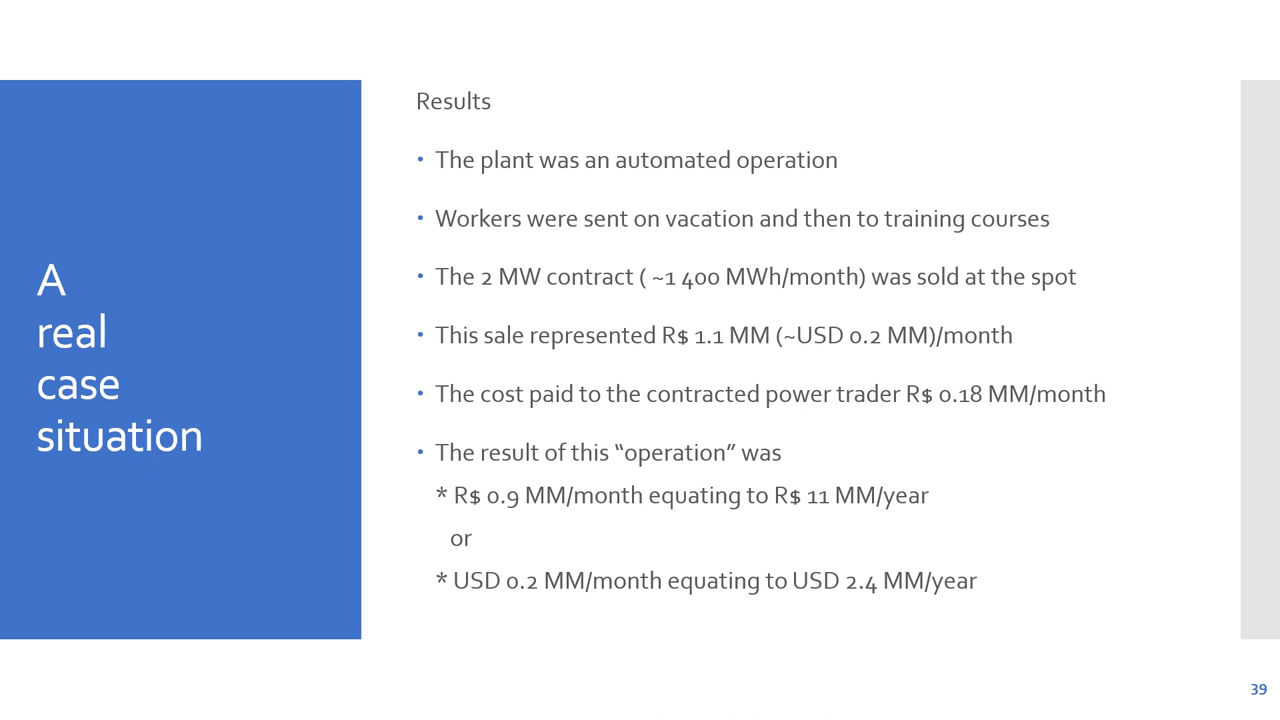 A
real
case
situation
Results
• The plant was an automated operation
• Workers were sent on vacation and then to training courses
• The 2 MW contract ( ~1 400 MWh/month) was sold at the spot
• This sale represented R$ 1.1 MM (~USD 0.2 MM)/month
• The cost paid to the contracted power trader R$ 0.18 MM/month
• The result of this “operation” was
* R$ 0.9 MM/month equating to R$ 11 MM/year
or
* USD 0.2 MM/month equating to USD 2.4 MM/year
39